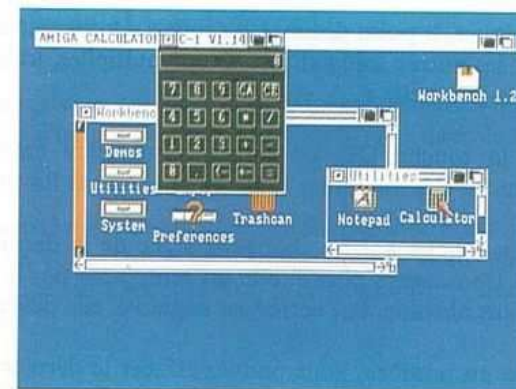 AMIGA CALCULATOR
C-1 V1.14
0
7 8 9 CA CE
4 5 6 * /
1 2 3 + -
0 . <- +- =
Workbench 1.2
Workbenc
Demos
Utilities
System
Preferences
Trashcan
Utilities
Notepad
Calculator